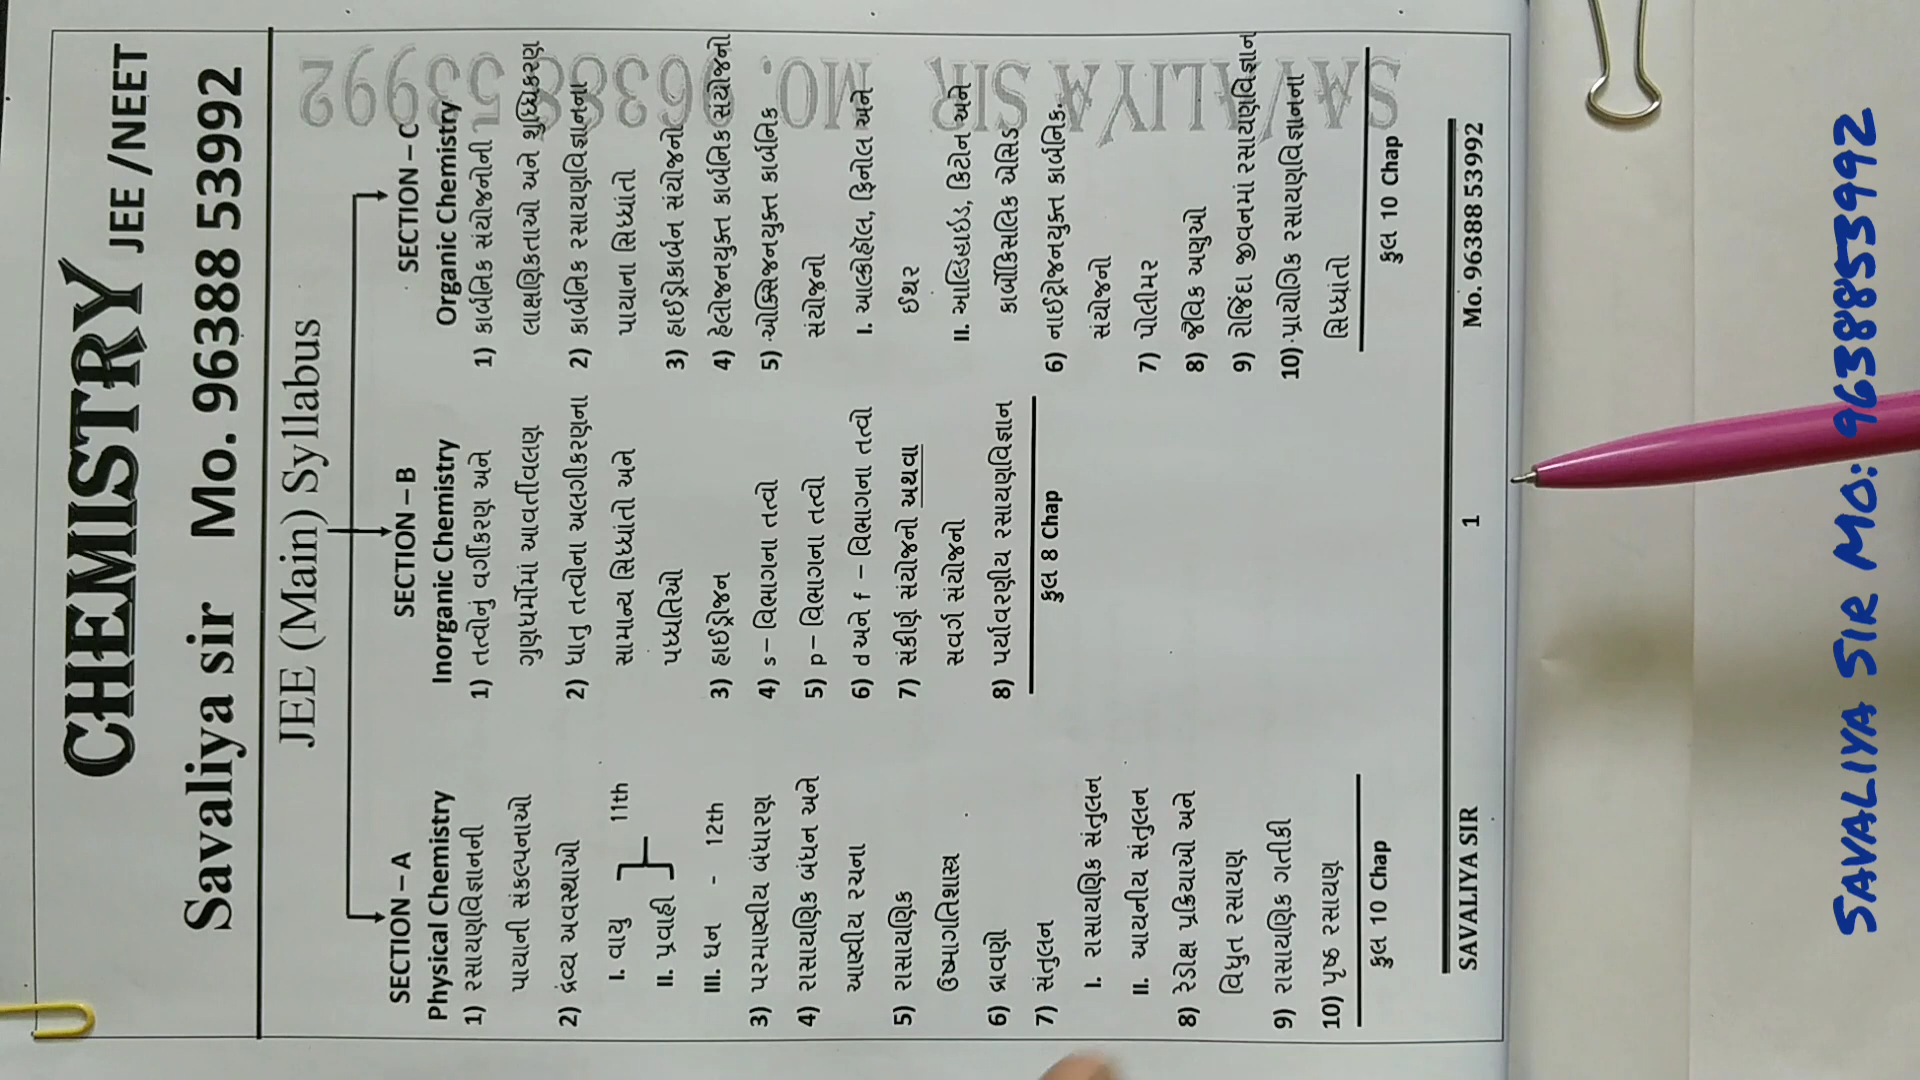 CHEMISTRY JEE /NEET
Savaliya sir Mo. 96388 53992
JEE (Main) Syllabus
SECTION – A
Physical Chemistry
1) રસાયણવિજ્ઞાનની
પાયાની સંકલ્પનાઓ
2) દ્રવ્ય અવસ્થાઓ
I. વાયુ
II. પ્રવાહી
11th
III. ઘન - 12th
3) પરમાણ્વીય બંધારણ
4) રાસાયણિક બંધન અને
આણ્વીય રચના
5) રાસાયણિક
ઉષ્માગતિશાસ્ત્ર
6) દ્રાવણો
7) સંતુલન
I. રાસાયણિક સંતુલન
II. આયનીય સંતુલન
8) રેડોક્ષ પ્રક્રિયાઓ અને
વિધુત રસાયણ
9) રાસાયણિક ગતીકી
10) પૃષ્ઠ રસાયણ
કુલ 10 Chap
SECTION – B
Inorganic Chemistry
1) તત્વોનું વર્ગીકરણ અને
ગુણધર્મોમાં આવર્તીવલણ
2) ધાતુ તત્વોના અલગીકરણના
સામાન્ય સિધ્ધાંતો અને
પધ્ધતિઓ
3) હાઈડ્રોજન
4) s – વિભાગના તત્વો
5) p – વિભાગના તત્વો
6) d અને f – વિભાગના તત્વો
7) સંકીર્ણ સંયોજનો અથવા
સવર્ગ સંયોજનો
8) પર્યાવરણીય રસાયણવિજ્ઞાન
કુલ 8 Chap
SECTION – C
Organic Chemistry
1) કાર્બનિક સંયોજનોની
લાક્ષણિકતાઓ અને શુધ્ધિકરણ
2) કાર્બનિક રસાયણવિજ્ઞાનના
પાયાના સિધ્ધાંતો
3) હાઈડ્રોકાર્બન સંયોજનો
4) હેલોજનયુક્ત કાર્બનિક સંયોજનો
5) ઓક્સિજનયુક્ત કાર્બનિક
સંયોજનો
I. આલ્કોહોલ, ફિનોલ અને
ઈથર
II. આલ્ડિહાઈડ, કિટોન અને
કાર્બોક્સિલિક એસિડ
6) નાઈટ્રોજનયુક્ત કાર્બનિક
સંયોજનો
7) પોલીમર
8) જૈવિક અણુઓ
9) રોજિંદા જીવનમાં રસાયણવિજ્ઞાન
10) પ્રાયોગિક રસાયણવિજ્ઞાનના
સિધ્ધાંતો
કુલ 10 Chap
SAVALIYA SIR 1 Mo. 96388 53992
SAVALIYA SIR MO. 96388 53992
SAVALIYA SIR MO: 9638853992